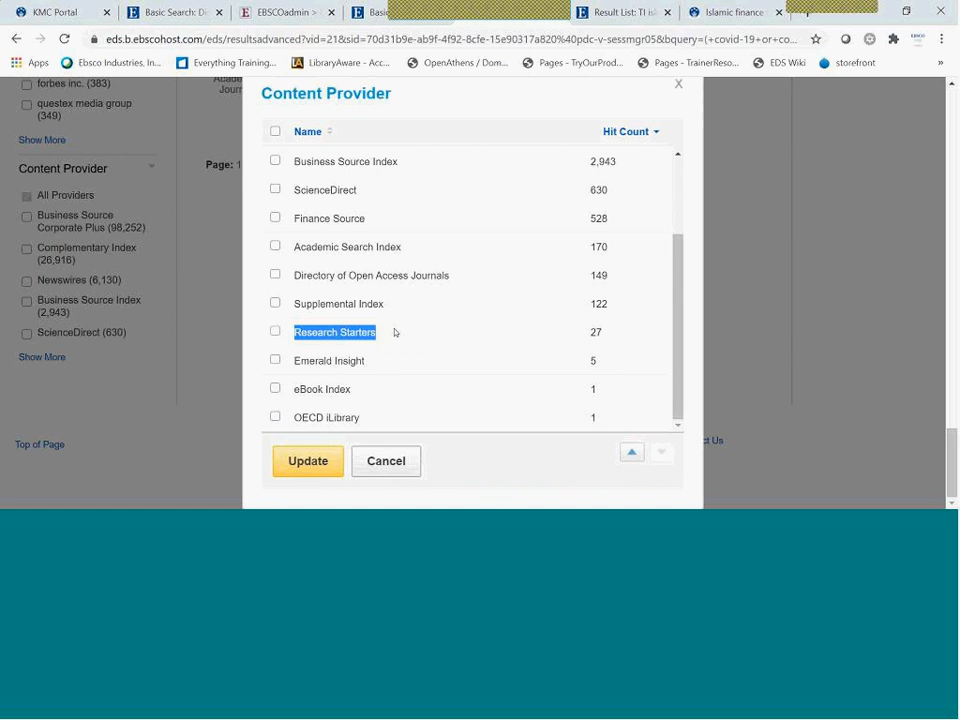 KMC Portal
Basic Search: Di
EBSCOadmin >
Basic
Result List: TI is
Islamic finance
eds.b.ebscohost.com/eds/resultsadvanced?vid=21&sid=70d31b9e-ab9f-4f92-8cfe-15e90317a820%40pdc-v-sessmgr05&bquery=(+covid-19+or+co...
Apps
Ebsco Industries, In...
Everything Training...
LibraryAware - Acc...
OpenAthens / Dom...
Pages - TryOurProd...
Pages - TrainerReso...
EDS Wiki
storefront
»
forbes inc. (383)
questex media group
(349)
Show More
Content Provider
All Providers
Business Source
Corporate Plus (98,252)
Complementary Index
(26,916)
Newswires (6,130)
Business Source Index
(2,943)
ScienceDirect (630)
Show More
Top of Page
Acade
Journ
Page: 1
Content Provider
X
Name
Hit Count
Business Source Index 2,943
ScienceDirect 630
Finance Source 528
Academic Search Index 170
Directory of Open Access Journals 149
Supplemental Index 122
Research Starters 27
Emerald Insight 5
eBook Index 1
OECD iLibrary 1
Update
Cancel
ct Us